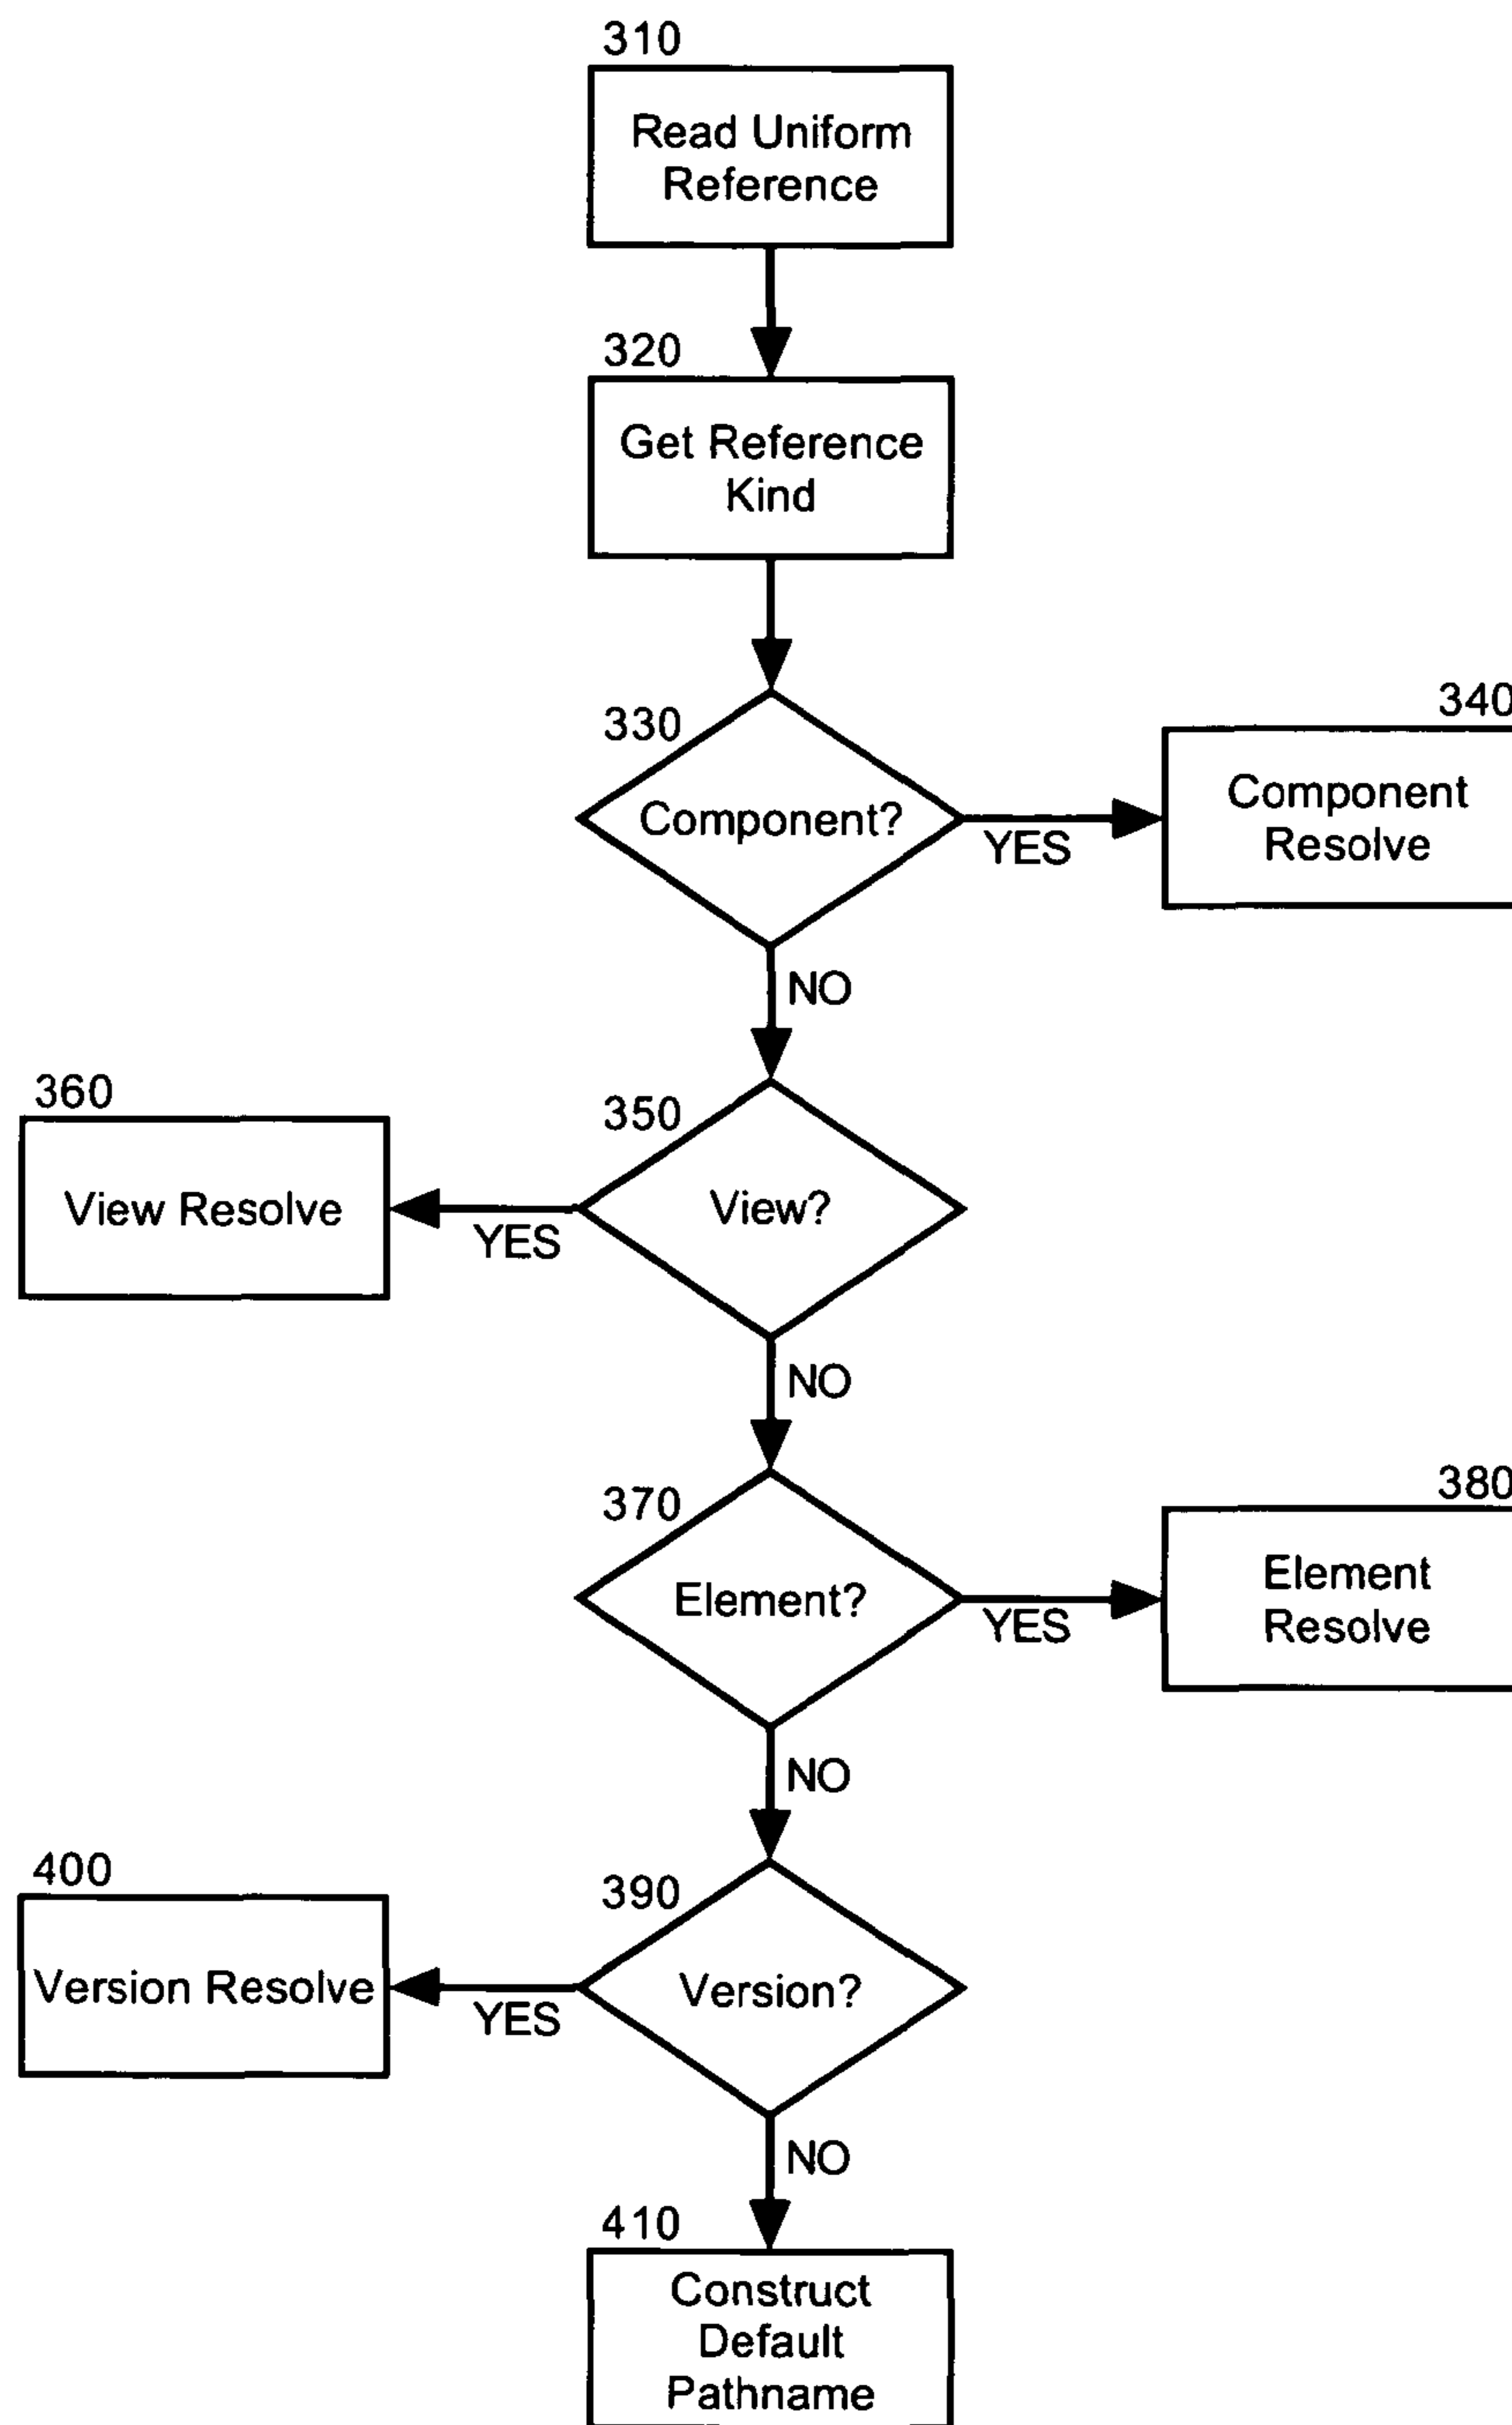 310
Read Uniform
Reference
320
Get Reference
Kind
330
Component?
YES
340
Component
Resolve
NO
350
View?
YES
360
View Resolve
NO
370
Element?
YES
380
Element
Resolve
NO
390
Version?
YES
400
Version Resolve
NO
410
Construct
Default
Pathname